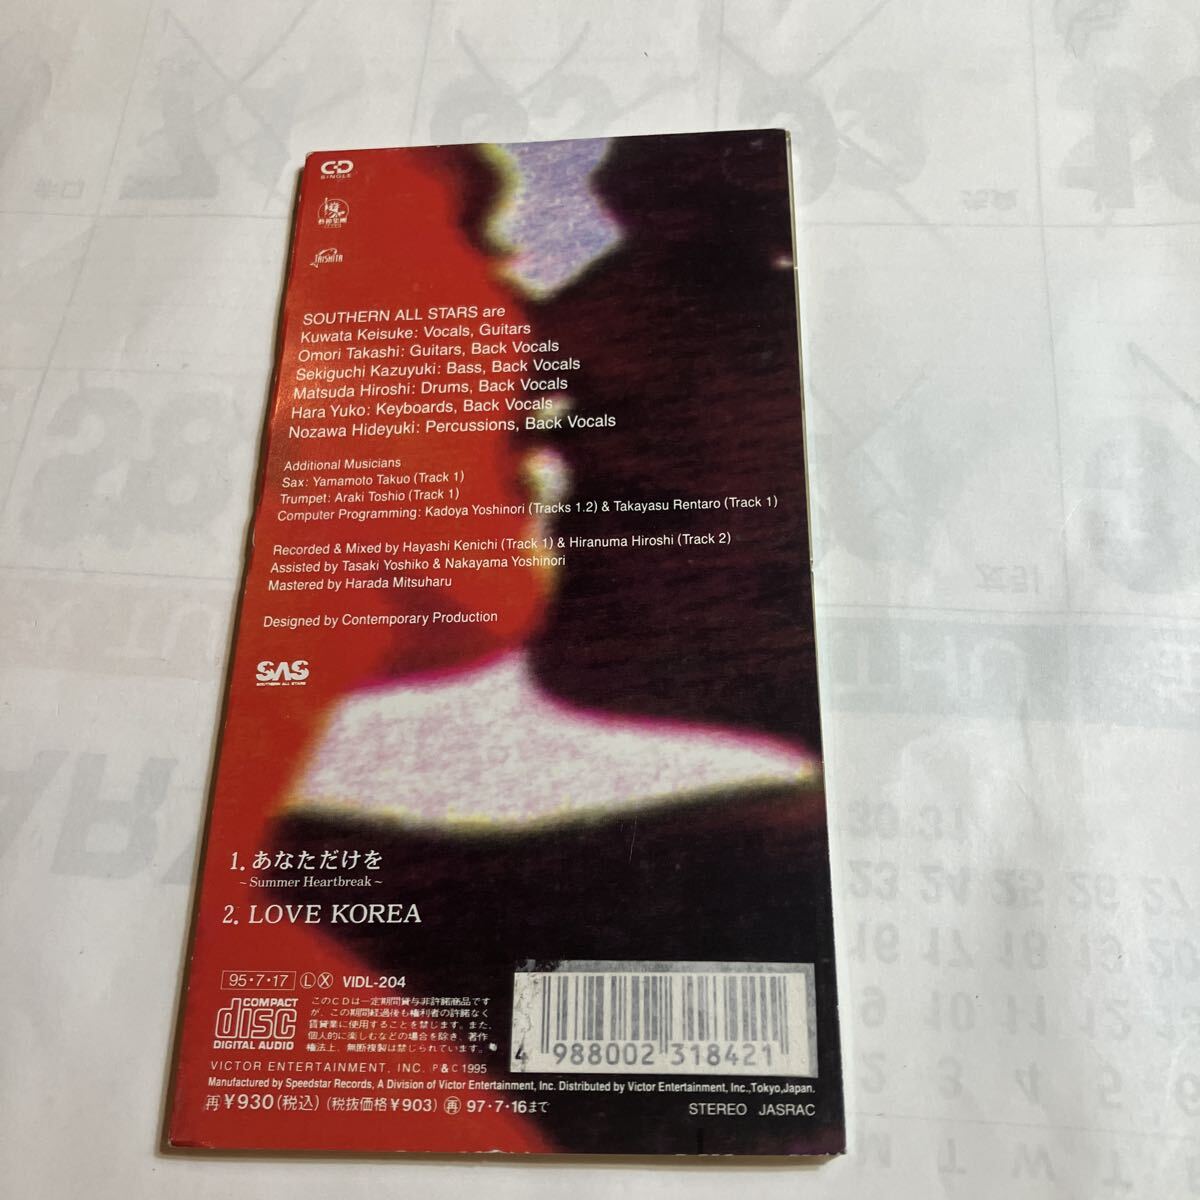 CD
SINGLE
TAISHITA
SOUTHERN ALL STARS are
Kuwata Keisuke: Vocals, Guitars
Omori Takashi: Guitars, Back Vocals
Sekiguchi Kazuyuki: Bass, Back Vocals
Matsuda Hiroshi: Drums, Back Vocals
Hara Yuko: Keyboards, Back Vocals
Nozawa Hideyuki: Percussions, Back Vocals
Additional Musicians
Sax: Yamamoto Takuo (Track 1)
Trumpet: Araki Toshio (Track 1)
Computer Programming: Kadoya Yoshinori (Tracks 1.2) & Takayasu Rentaro (Track 1)
Recorded & Mixed by Hayashi Kenichi (Track 1) & Hiranuma Hiroshi (Track 2)
Assisted by Tasaki Yoshiko & Nakayama Yoshinori
Mastered by Harada Mitsuharu
Designed by Contemporary Production
SAS
SOUTHERN ALL STARS
1. あなただけを
~Summer Heartbreak~
2. LOVE KOREA
95・7・17 Ⓛ Ⓧ VIDL-204
COMPACT
disc
DIGITAL AUDIO
このCDは一定期間貸与非許諾商品です
が、この期間経過後も権利者の許諾なく
賃貸業に使用することを禁じます。また、
個人的に楽しむなどの場合を除き、著作
権法上、無断複製は禁じられています。
4 988002 318421
VICTOR ENTERTAINMENT, INC. P & C 1995
Manufactured by Speedstar Records, A Division of Victor Entertainment, Inc. Distributed by Victor Entertainment, Inc., Tokyo, Japan.
再 ¥930(税込) (税抜価格¥903) 再 97・7・16まで
STEREO JASRAC